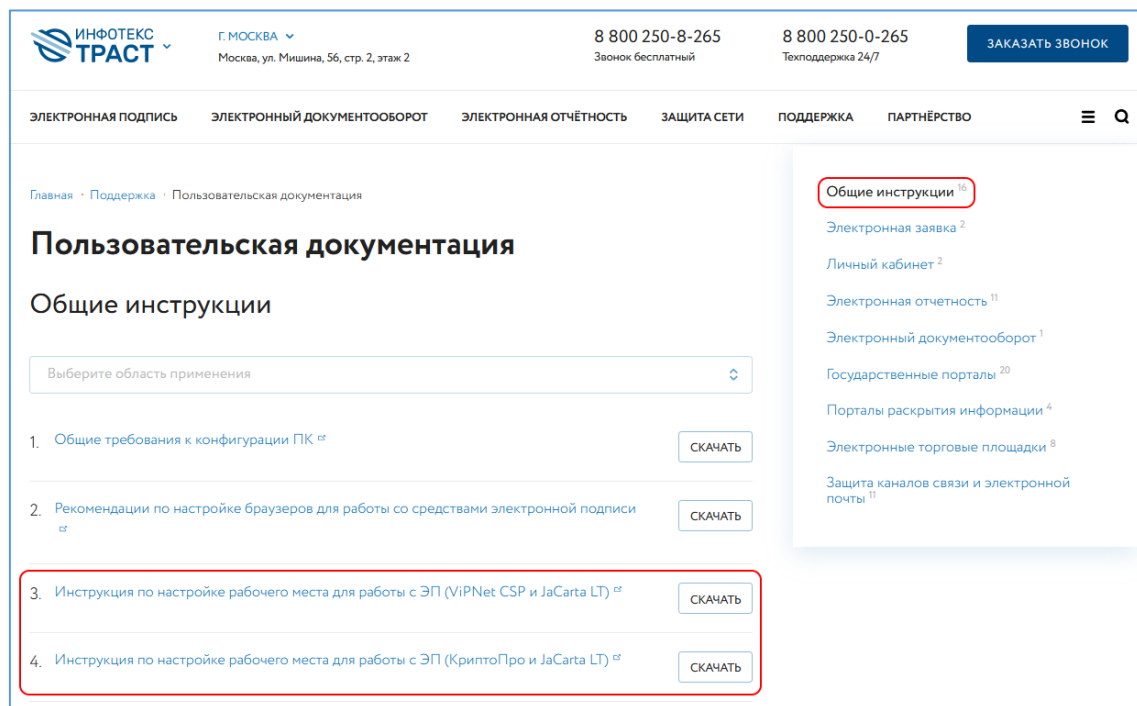 ИНФОТЕКС
ТРАСТ
Г. МОСКВА
Москва, ул. Мишина, 56, стр. 2, этаж 2
8 800 250-8-265
Звонок бесплатный
8 800 250-0-265
Техподдержка 24/7
ЗАКАЗАТЬ ЗВОНОК
ЭЛЕКТРОННАЯ ПОДПИСЬ ЭЛЕКТРОННЫЙ ДОКУМЕНТООБОРОТ ЭЛЕКТРОННАЯ ОТЧЁТНОСТЬ ЗАЩИТА СЕТИ ПОДДЕРЖКА ПАРТНЁРСТВО
Главная · Поддержка · Пользовательская документация
Пользовательская документация
Общие инструкции
Выберите область применения
1. Общие требования к конфигурации ПК
СКАЧАТЬ
2. Рекомендации по настройке браузеров для работы со средствами электронной подписи
СКАЧАТЬ
3. Инструкция по настройке рабочего места для работы с ЭП (ViPNet CSP и JaCarta LT)
СКАЧАТЬ
4. Инструкция по настройке рабочего места для работы с ЭП (КриптоПро и JaCarta LT)
СКАЧАТЬ
Общие инструкции 16
Электронная заявка 2
Личный кабинет 2
Электронная отчетность 11
Электронный документооборот 1
Государственные порталы 20
Порталы раскрытия информации 4
Электронные торговые площадки 8
Защита каналов связи и электронной
почты 11